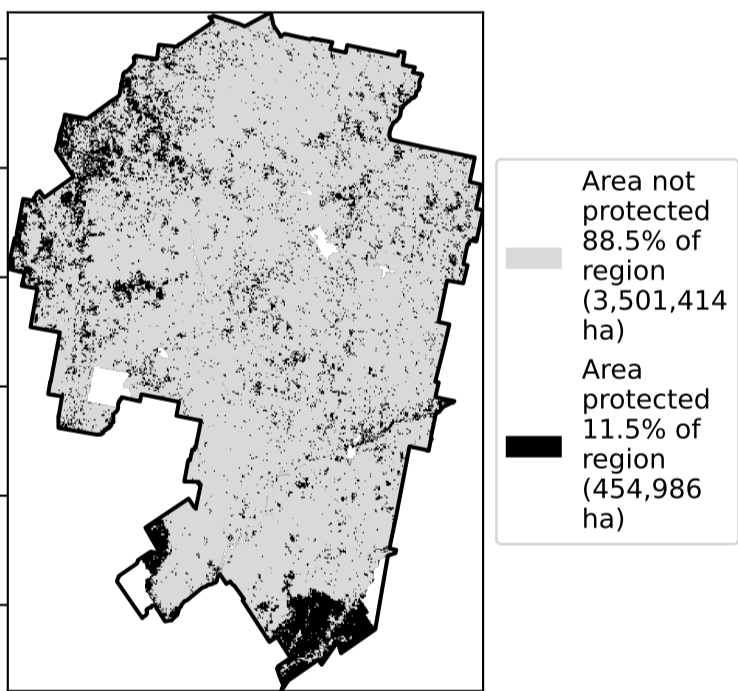 Area not
protected
88.5% of
region
(3,501,414
ha)
Area
protected
11.5% of
region
(454,986
ha)